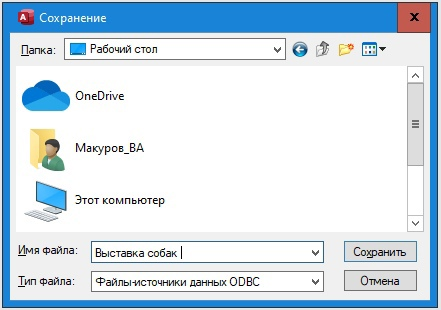 Сохранение
Папка: Рабочий стол
OneDrive
Макуров_ВА
Этот компьютер
Имя файла: Выставка собак Сохранить
Тип файла: Файлы-источники данных ODBC Отмена